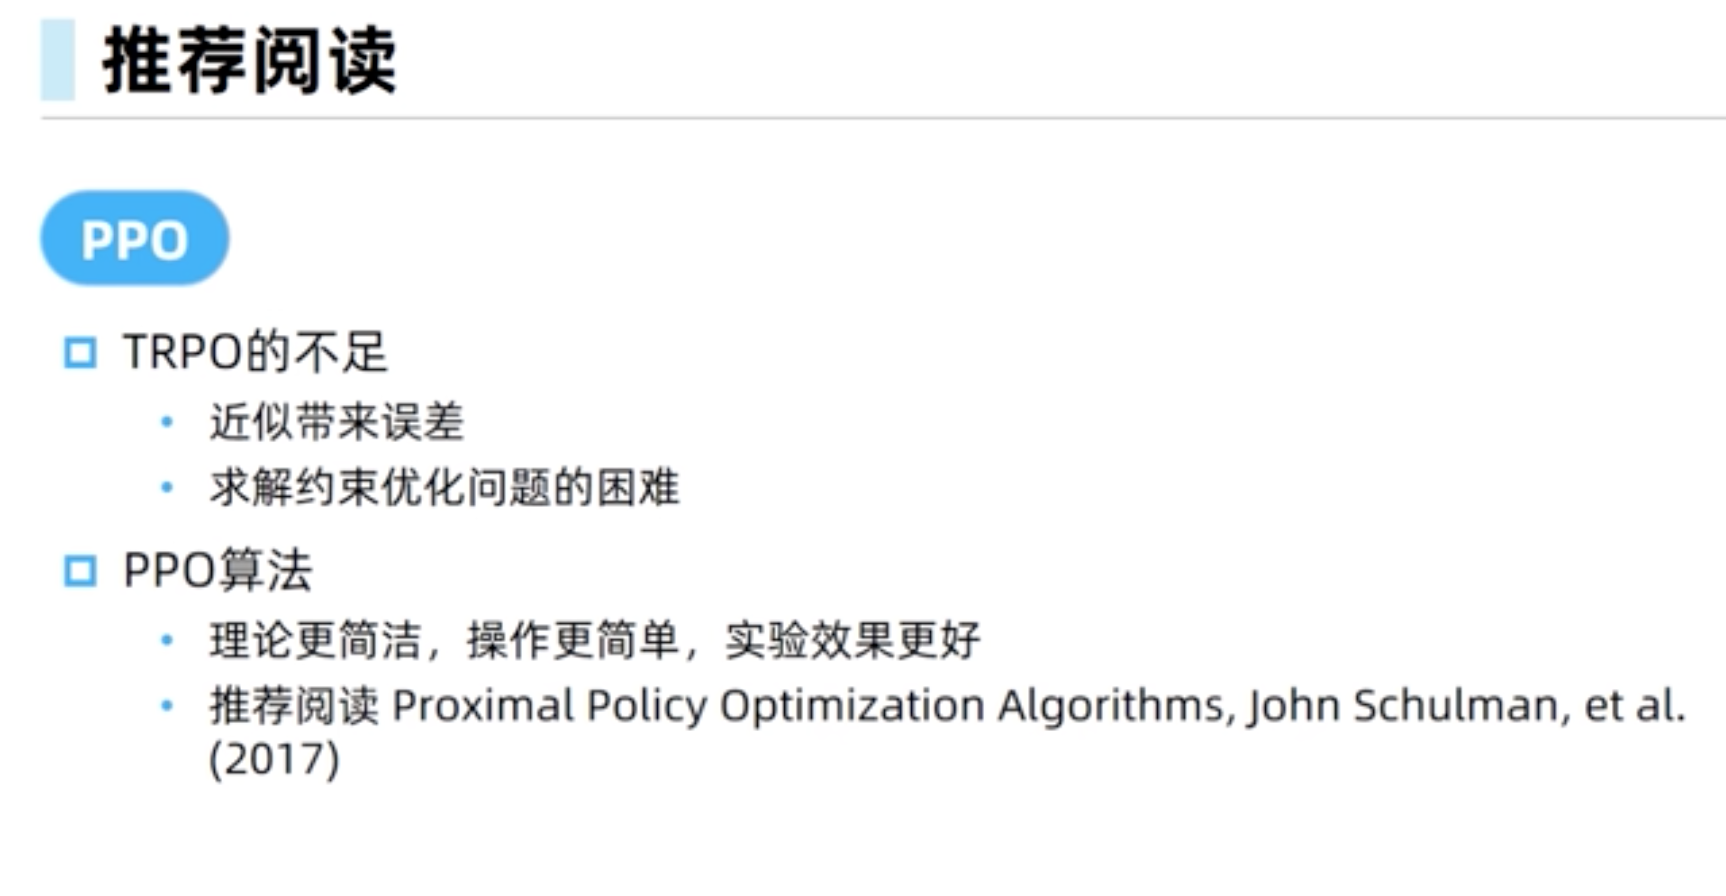 推荐阅读
PPO
TRPO的不足
近似带来误差
求解约束优化问题的困难
PPO算法
理论更简洁，操作更简单，实验效果更好
推荐阅读 Proximal Policy Optimization Algorithms, John Schulman, et al.
(2017)